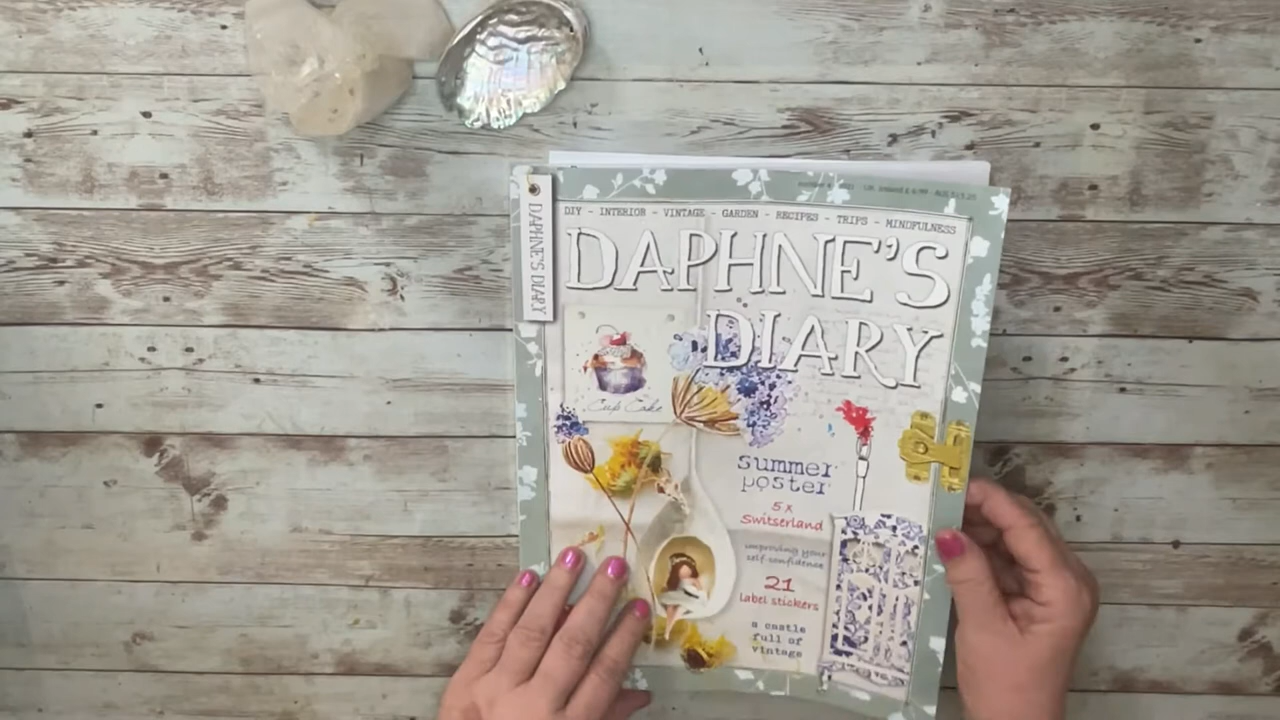 DIY - INTERIOR - VINTAGE - GARDEN - RECIPES - TRIPS - MINDFULNESS
DAPHNE'S
DIARY
DAPHNE'S DIARY
Cup Cake
summer
poster
5 x
Switserland
improving your
self-confidence
21
label stickers
a castle
full of
vintage